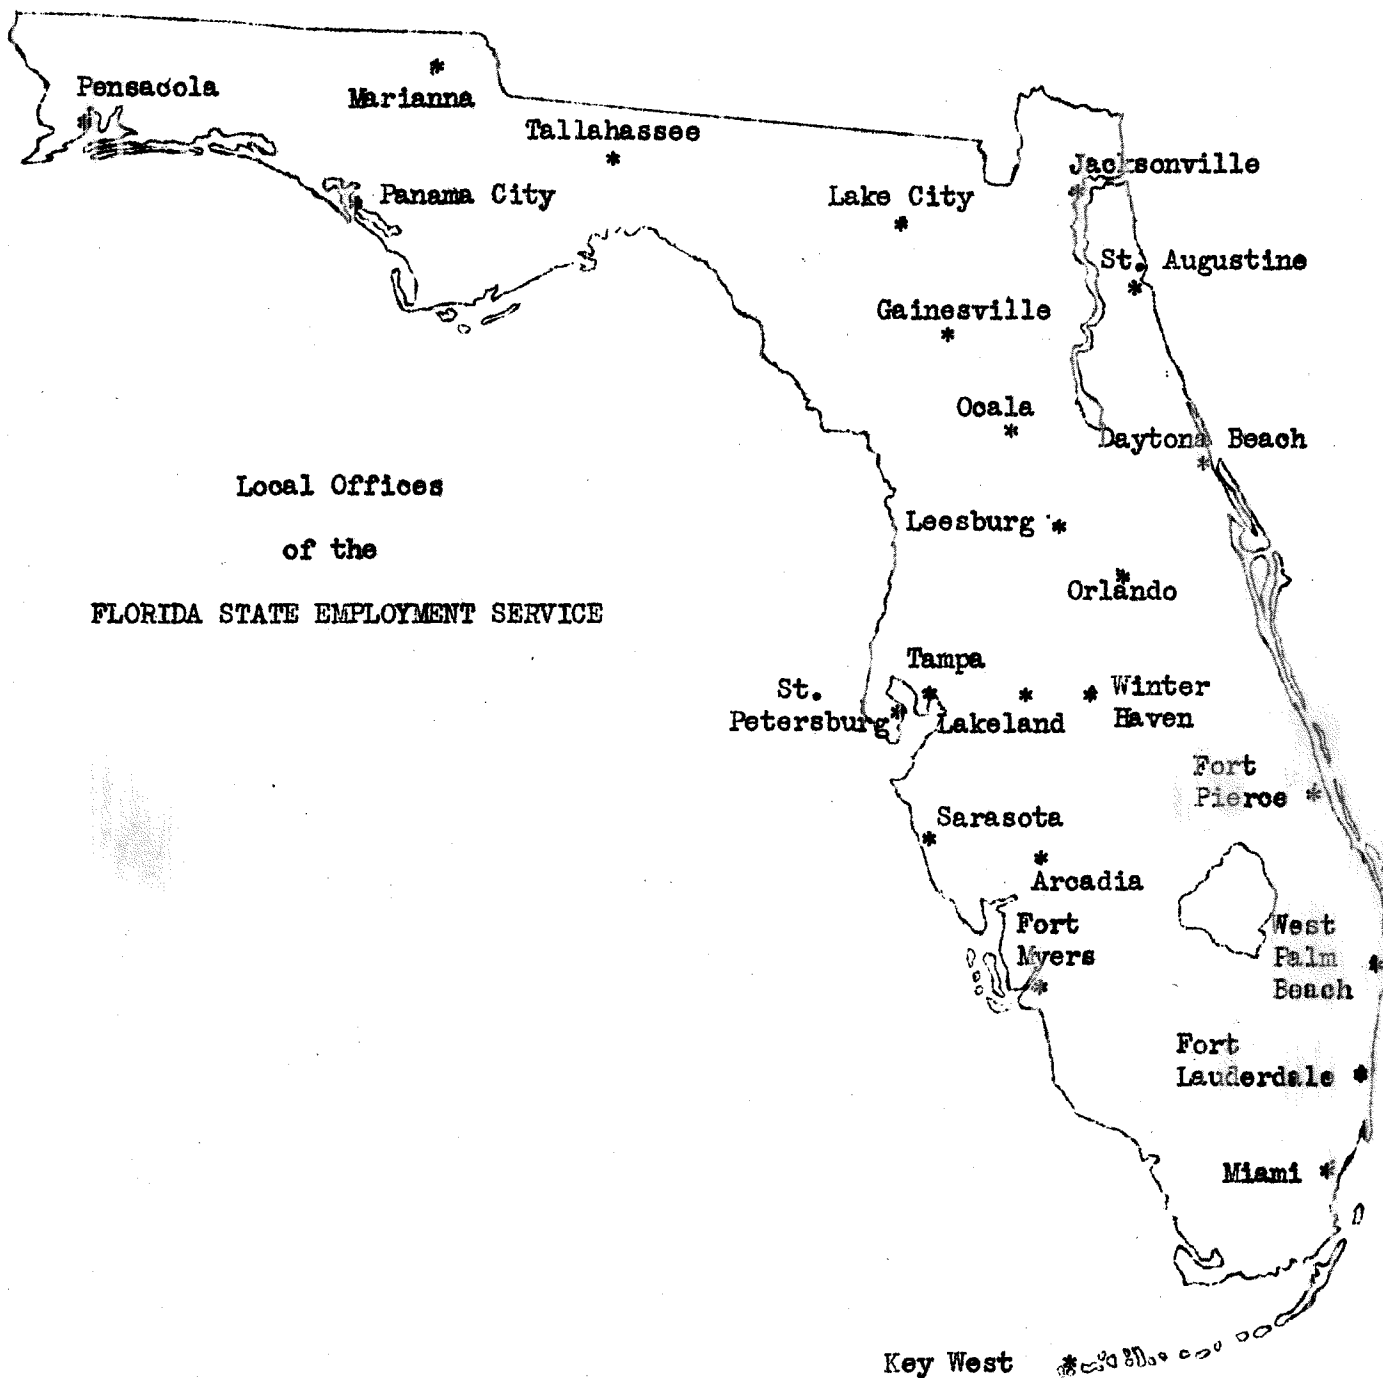 Pensacola
Marianna
Tallahassee
Jacksonville
Panama City
Lake City
St. Augustine
Gainesville
Ocala
Daytona Beach
Local Offices
of the
FLORIDA STATE EMPLOYMENT SERVICE
Leesburg
Orlando
Tampa
St.
Petersburg
Lakeland
Winter
Haven
Fort
Pierce
Sarasota
Arcadia
Fort
Myers
West
Palm
Beach
Fort
Lauderdale
Miami
Key West